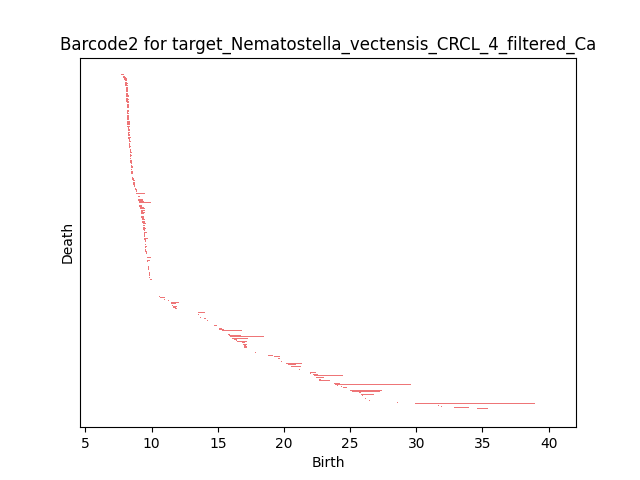 Barcode2 for target_Nematostella_vectensis_CRCL_4_filtered_Ca
Death
5 10 15 20 25 30 35 40
Birth